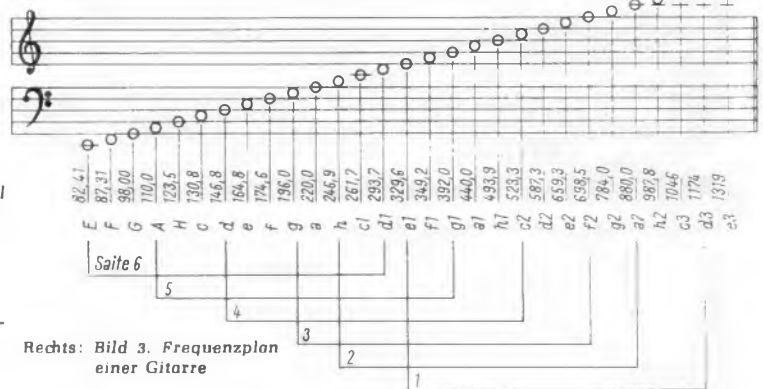 82,41 87,31 98,00 110,0 123,5 130,8 146,8 164,8 174,6 196,0 220,0 246,9 261,7 293,7 329,6 349,2 392,0 440,0 493,9 523,3 587,3 659,3 698,5 784,0 880,0 987,8 1046 1174 1319
E F G A H c d e f g a h c1 d1 e1 f1 g1 a1 h1 c2 d2 e2 f2 g2 a2 h2 c3 d3 e3
Saite 6
5
4
3
2
1
Rechts: Bild 3. Frequenzplan
einer Gitarre